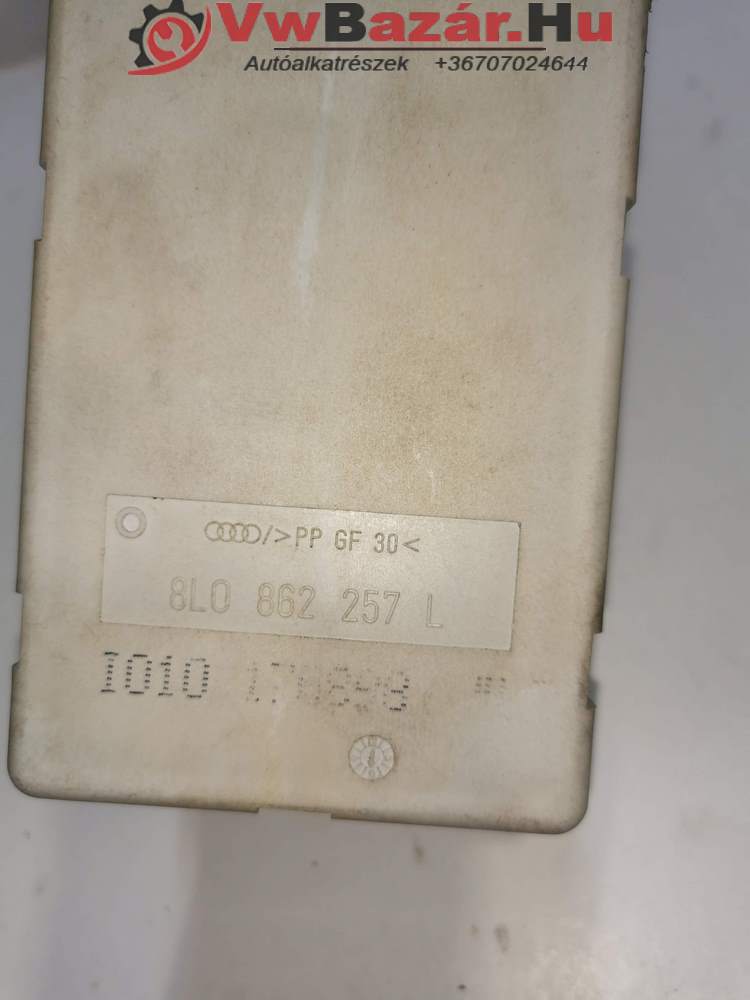 VwBazár.Hu
Autóalkatrészek +36707024644
/>PP GF 30<
8L0 862 257 L
I010